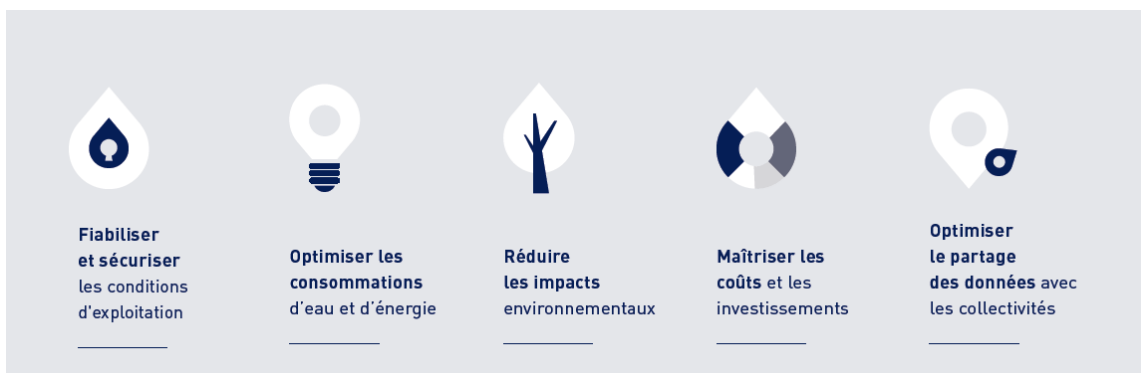 Fiabiliser
et sécuriser
les conditions
d'exploitation
Optimiser les
consommations
d'eau et d'énergie
Réduire
les impacts
environnementaux
Maîtriser les
coûts et les
investissements
Optimiser
le partage
des données avec
les collectivités